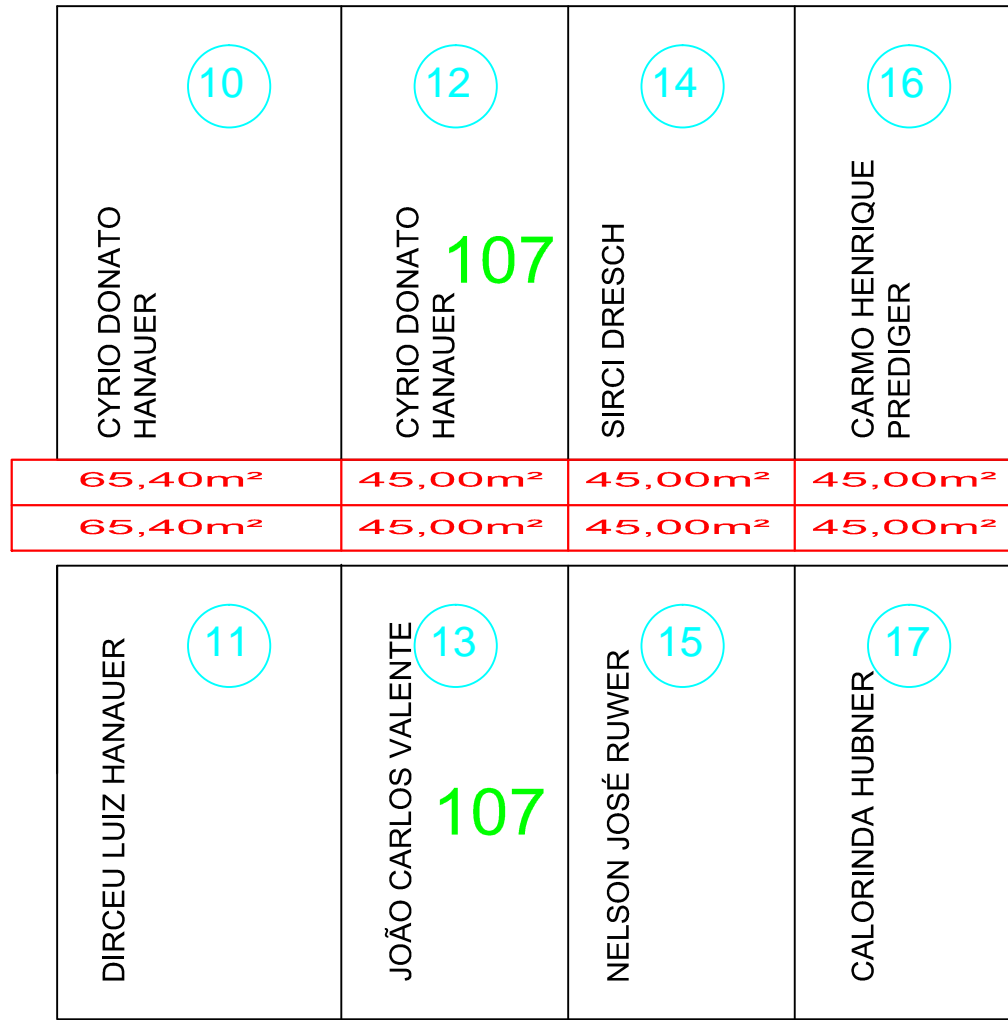 10
12
14
16
CYRIO DONATO
HANAUER
CYRIO DONATO
HANAUER
107
SIRCI DRESCH
CARMO HENRIQUE
PREDIGER
65,40m²
45,00m²
45,00m²
45,00m²
65,40m²
45,00m²
45,00m²
45,00m²
11
13
15
17
DIRCEU LUIZ HANAUER
JOÃO CARLOS VALENTE
107
NELSON JOSÉ RUWER
CALORINDA HUBNER